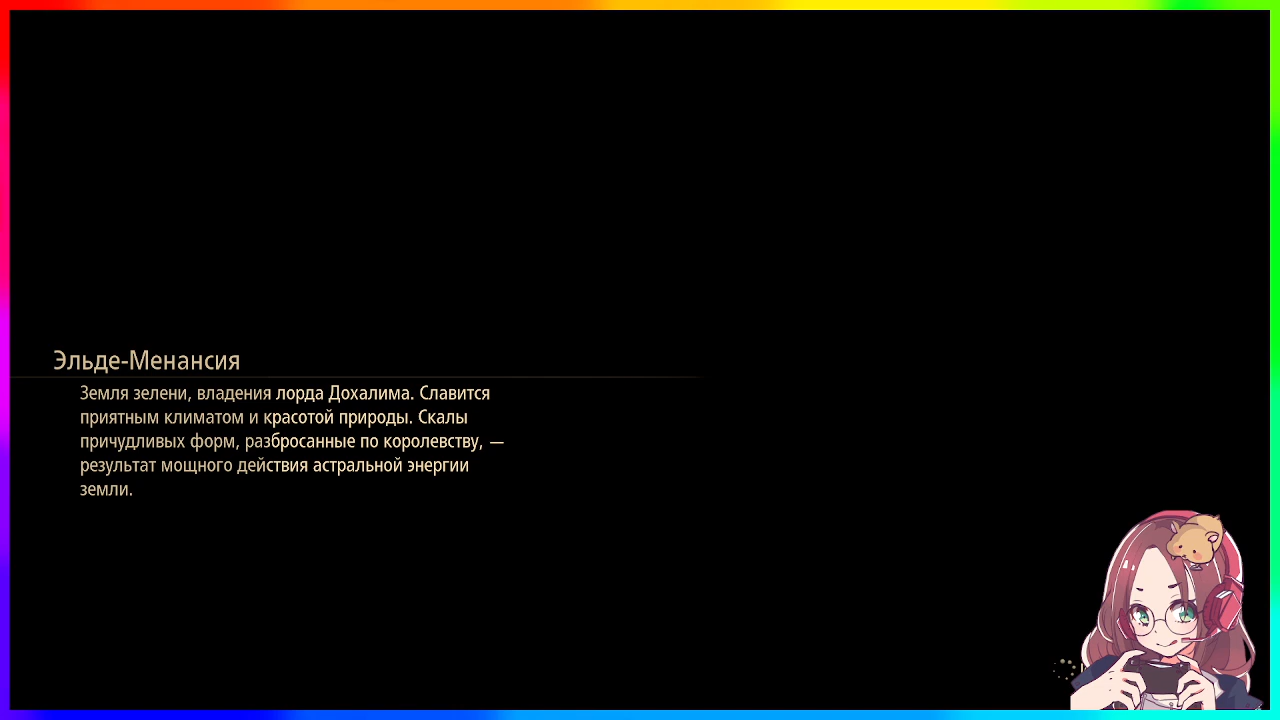 Эльде-Менансия
Земля зелени, владения лорда Дохалима. Славится
приятным климатом и красотой природы. Скалы
причудливых форм, разбросанные по королевству, —
результат мощного действия астральной энергии
земли.